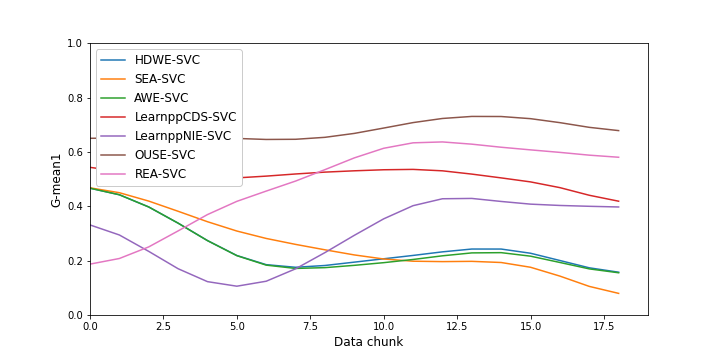 1.0
0.8
0.6
0.4
0.2
0.0
G-mean1
HDWE-SVC
SEA-SVC
AWE-SVC
LearnppCDS-SVC
LearnppNIE-SVC
OUSE-SVC
REA-SVC
0.0 2.5 5.0 7.5 10.0 12.5 15.0 17.5
Data chunk